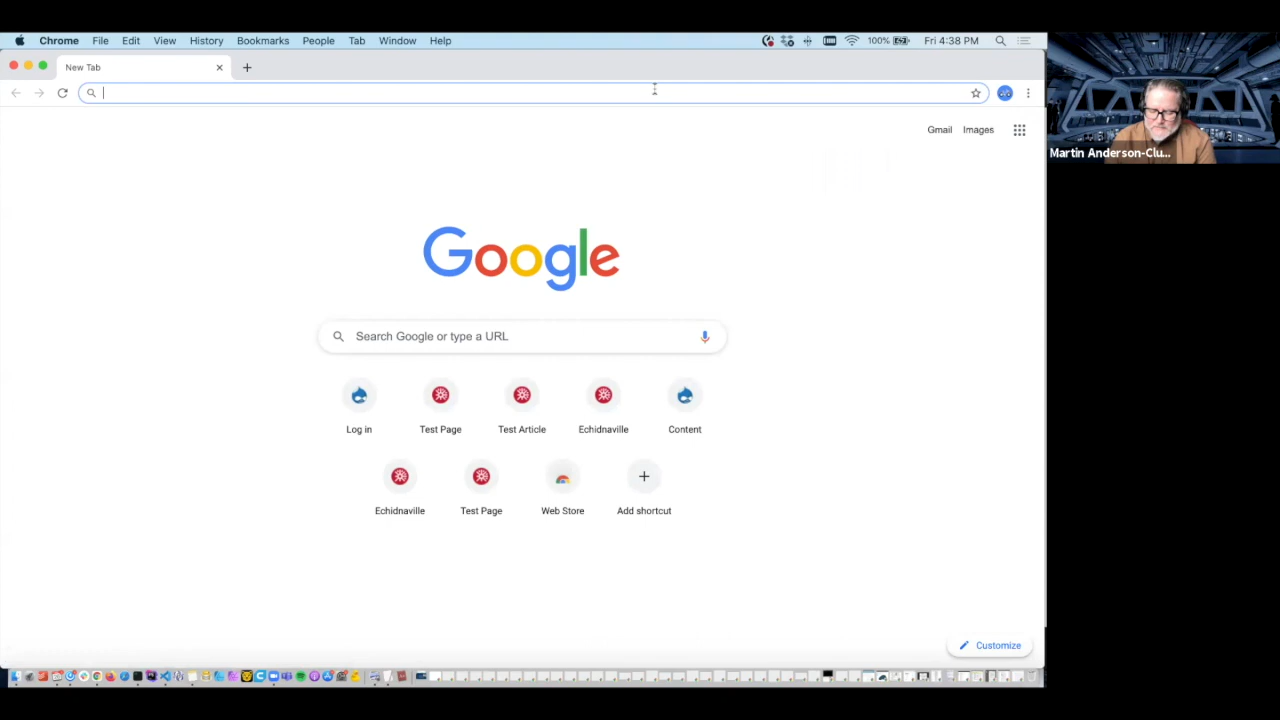 Chrome File Edit View History Bookmarks People Tab Window Help 100% Fri 4:38 PM
New Tab
Gmail Images
Google
Search Google or type a URL
Log in Test Page Test Article Echidnaville Content
Echidnaville Test Page Web Store Add shortcut
Customize
Martin Anderson-Clu...